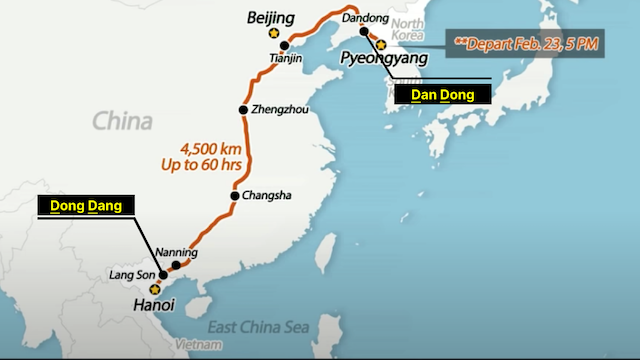 Beijing
Dandong
North
Korea
**Depart Feb. 23, 5 PM
Tianjin
Pyeongyang
South
Dan Dong
Zhengzhou
China
4,500 km
Up to 60 hrs
Changsha
Dong Dang
Nanning
Lang Son
Hanoi
East China Sea
Vietnam